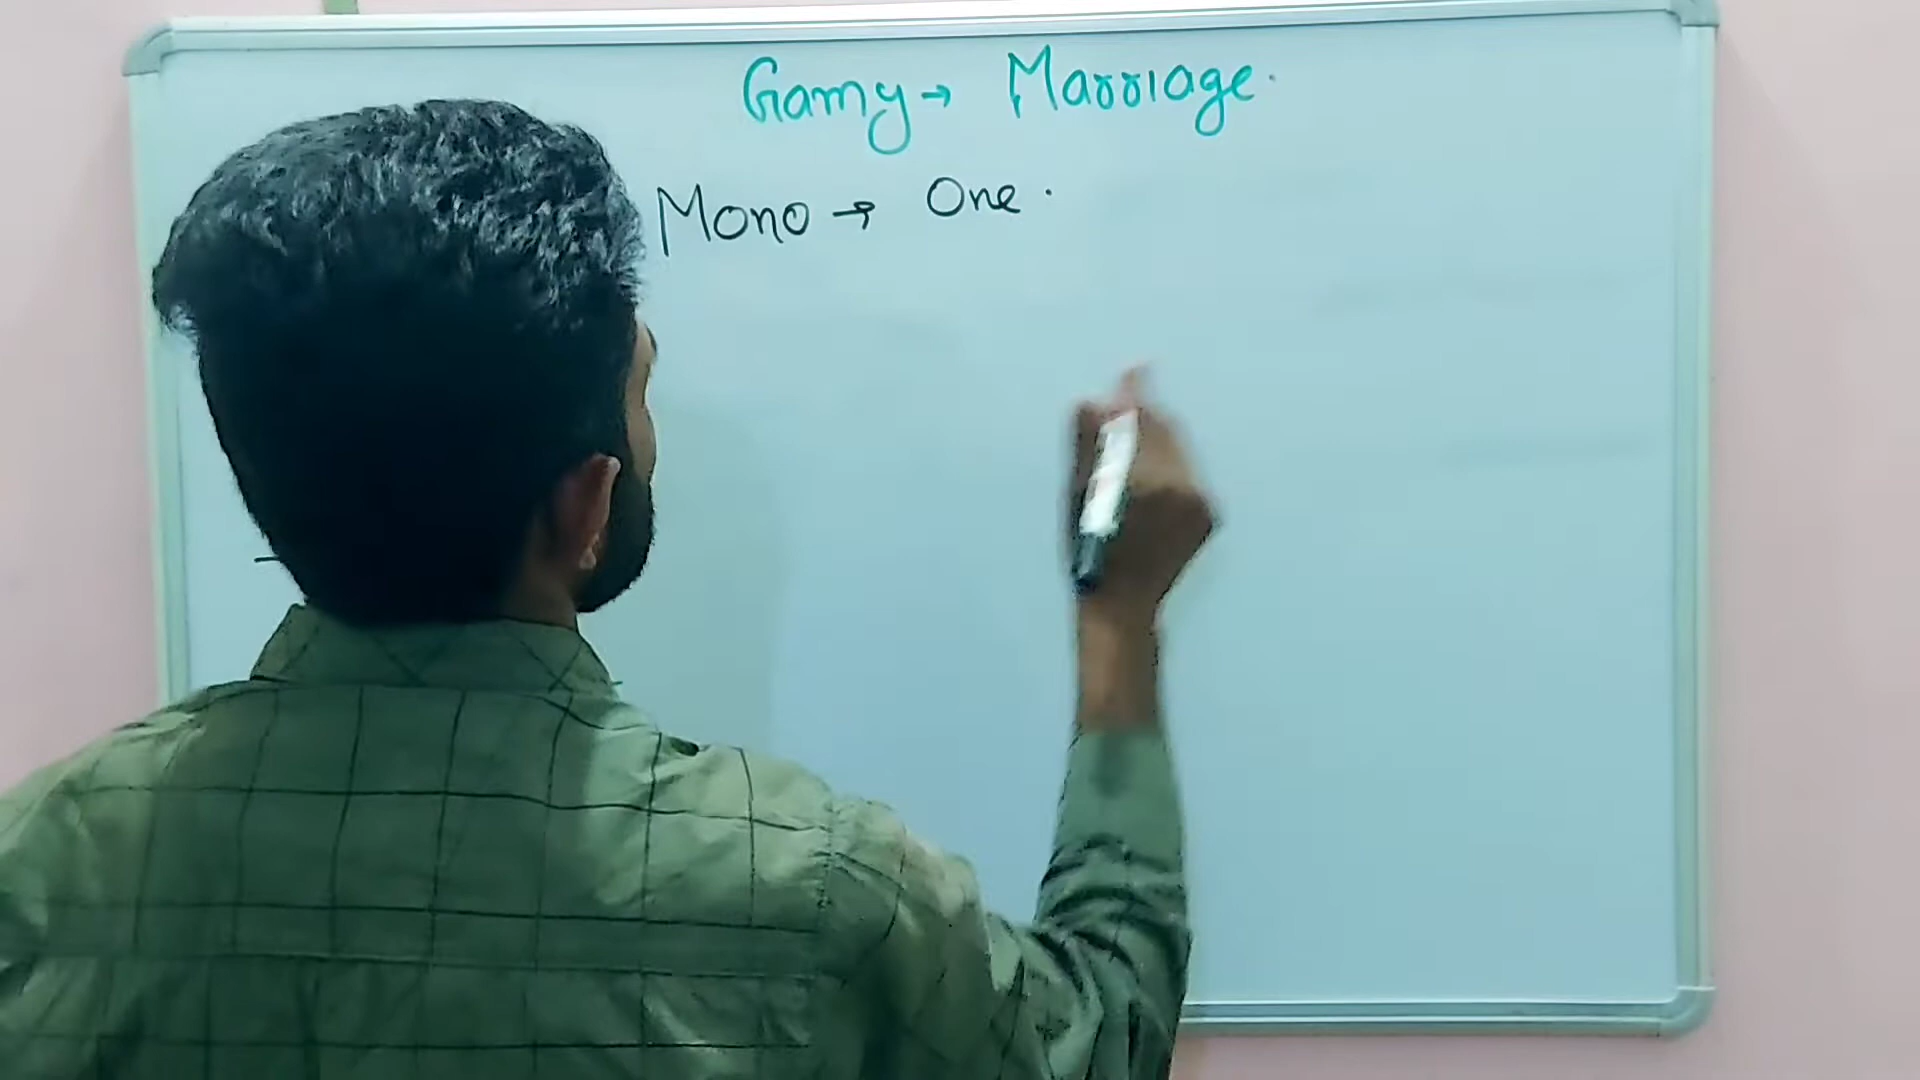 Gamy → Marriage.
Mono → One.